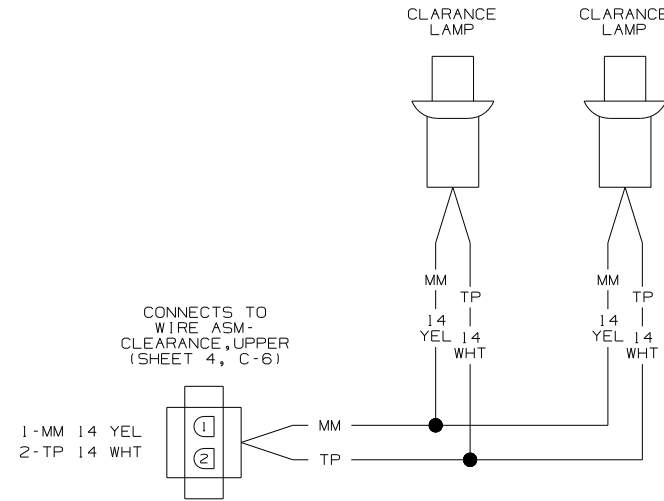 CLARANCE
LAMP
CLARANCE
LAMP
MM
TP
14
YEL
14
WHT
MM
TP
14
YEL
14
WHT
CONNECTS TO
WIRE ASM-
CLEARANCE,UPPER
(SHEET 4, C-6)
1-MM 14 YEL
2-TP 14 WHT
1
2
MM
TP